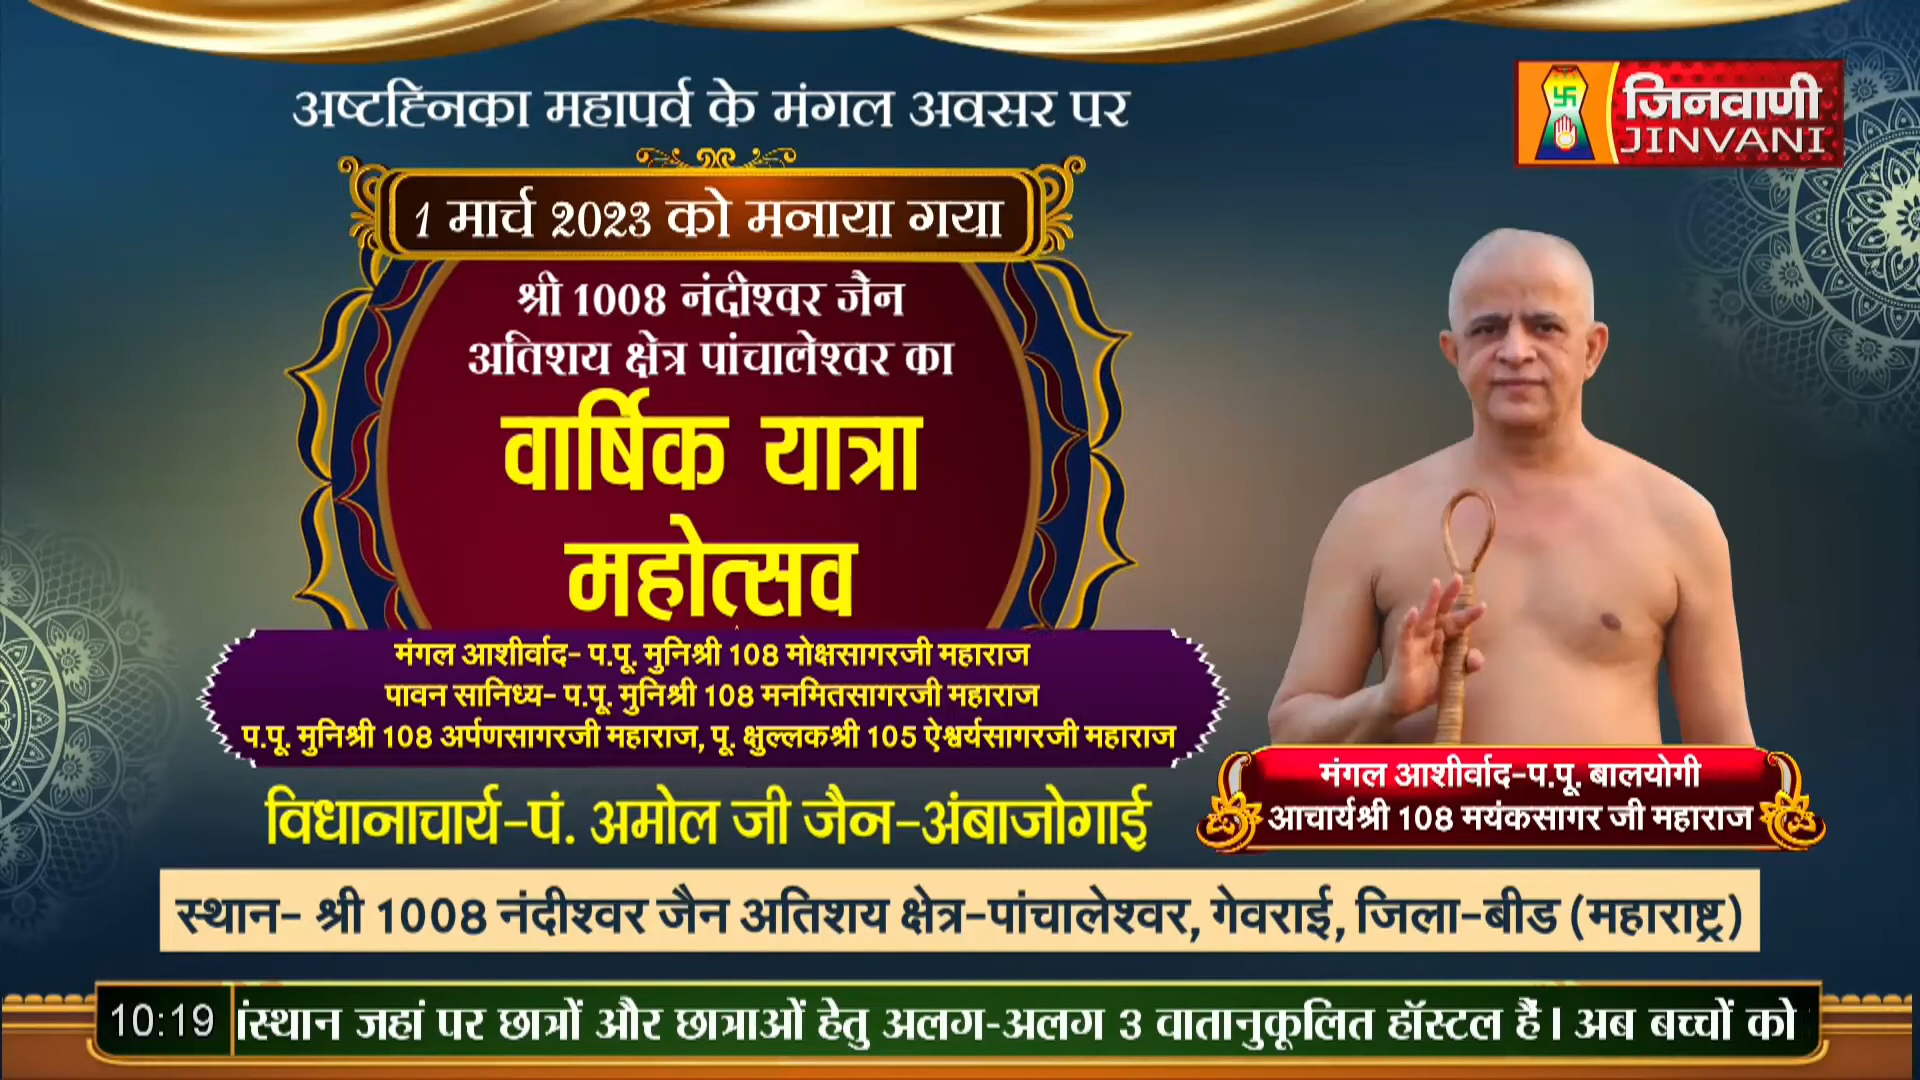 अष्टह्निका महापर्व के मंगल अवसर पर
जिनवाणी
JINVANI
1 मार्च 2023 को मनाया गया
श्री 1008 नंदीश्वर जैन
अतिशय क्षेत्र पांचालेश्वर का
वार्षिक यात्रा
महोत्सव
मंगल आशीर्वाद- प.पू. मुनिश्री 108 मोक्षसागरजी महाराज
पावन सानिध्य- प.पू. मुनिश्री 108 मनमितसागरजी महाराज
प.पू. मुनिश्री 108 अर्पणसागरजी महाराज, पू. क्षुल्लकश्री 105 ऐश्वर्यसागरजी महाराज
विधानाचार्य-पं. अमोल जी जैन-अंबाजोगाई
मंगल आशीर्वाद-प.पू. बालयोगी
आचार्यश्री 108 मयंकसागर जी महाराज
स्थान- श्री 1008 नंदीश्वर जैन अतिशय क्षेत्र-पांचालेश्वर, गेवराई, जिला-बीड (महाराष्ट्र)
10:19 ंस्थान जहां पर छात्रों और छात्राओं हेतु अलग-अलग 3 वातानुकूलित हॉस्टल हैं। अब बच्चों को